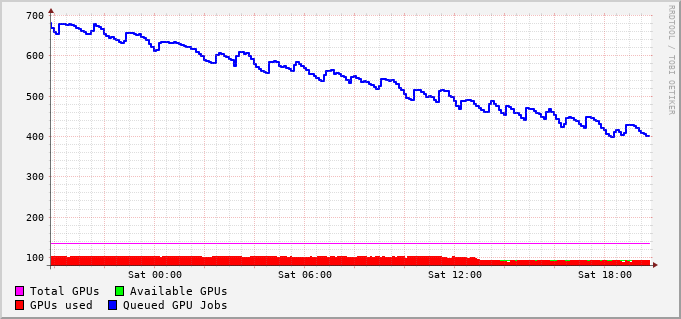 700
600
500
400
300
200
100
Sat 00:00 Sat 06:00 Sat 12:00 Sat 18:00
Total GPUs Available GPUs
GPUs used Queued GPU Jobs
RRDTOOL / TOBI OETIKER